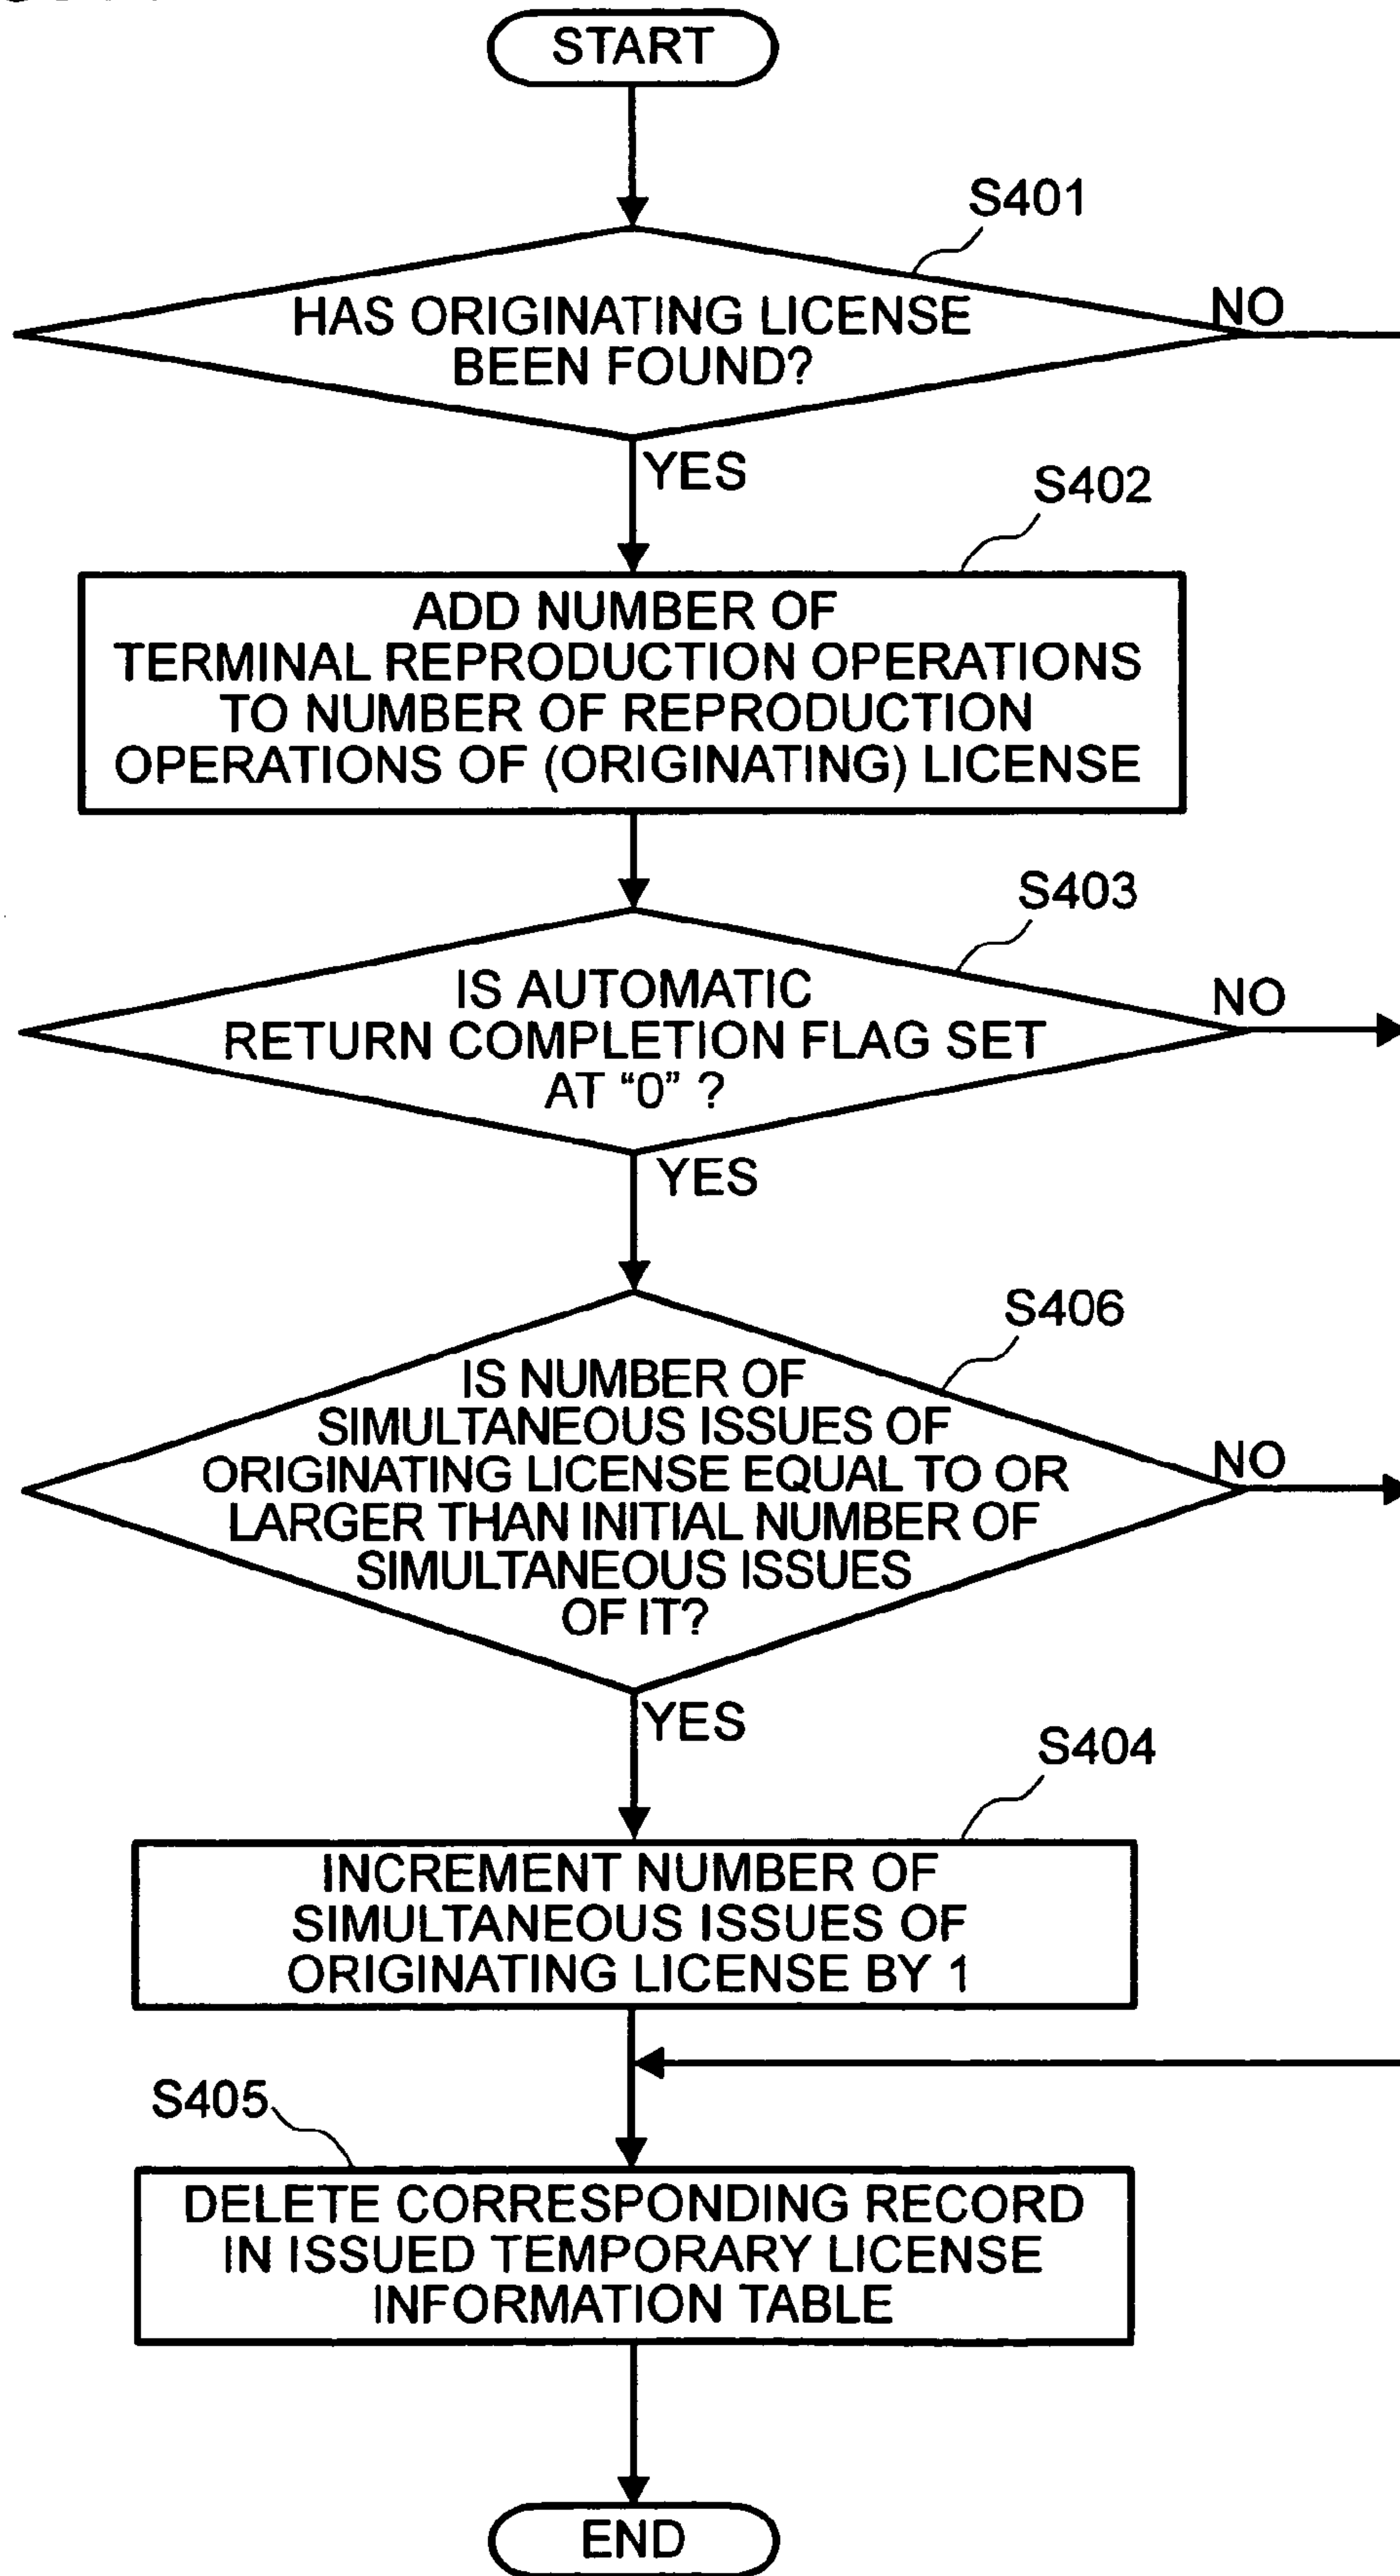 START
S401
HAS ORIGINATING LICENSE
BEEN FOUND?
NO
YES
S402
ADD NUMBER OF
TERMINAL REPRODUCTION OPERATIONS
TO NUMBER OF REPRODUCTION
OPERATIONS OF (ORIGINATING) LICENSE
S403
IS AUTOMATIC
RETURN COMPLETION FLAG SET
AT “0” ?
NO
YES
S406
IS NUMBER OF
SIMULTANEOUS ISSUES OF
ORIGINATING LICENSE EQUAL TO OR
LARGER THAN INITIAL NUMBER OF
SIMULTANEOUS ISSUES
OF IT?
NO
YES
S404
INCREMENT NUMBER OF
SIMULTANEOUS ISSUES OF
ORIGINATING LICENSE BY 1
S405
DELETE CORRESPONDING RECORD
IN ISSUED TEMPORARY LICENSE
INFORMATION TABLE
END